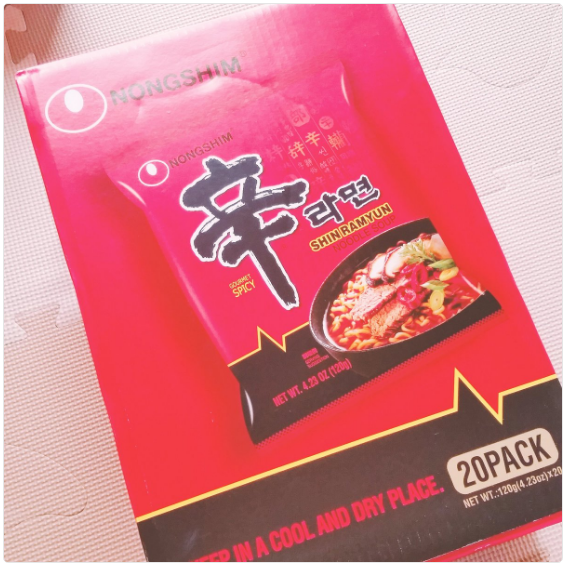 NONGSHIM
NONGSHIM
辛라면
SHIN RAMYUN
GOURMET
SPICY
NET WT. 4.23 OZ (120g)
20PACK
NET WT.:120g(4.23oz)x20
KEEP IN A COOL AND DRY PLACE.